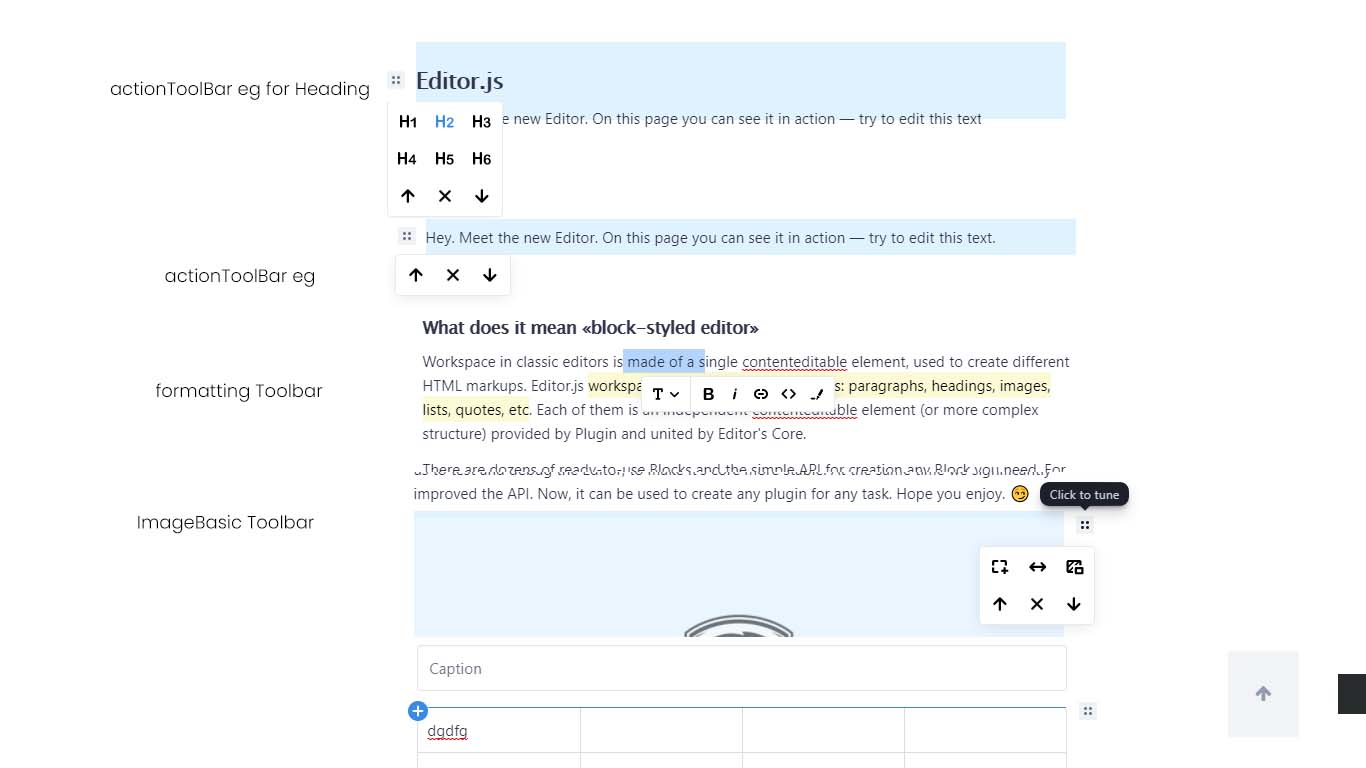 actionToolBar eg for Heading
Editor.js
e new Editor. On this page you can see it in action — try to edit this text
H1 H2 H3
H4 H5 H6
Hey. Meet the new Editor. On this page you can see it in action — try to edit this text.
actionToolBar eg
What does it mean «block-styled editor»
Workspace in classic editors is made of a single contenteditable element, used to create different
formatting Toolbar
HTML markups. Editor.js workspa s: paragraphs, headings, images,
T B i
lists, quotes, etc. Each of them is an independent contenteditable element (or more complex
structure) provided by Plugin and united by Editor's Core.
There are dozens of ready-to-use Blocks and the simple API for creation any Block you need. For
improved the API. Now, it can be used to create any plugin for any task. Hope you enjoy. 😏
Click to tune
ImageBasic Toolbar
Caption
dgdfg